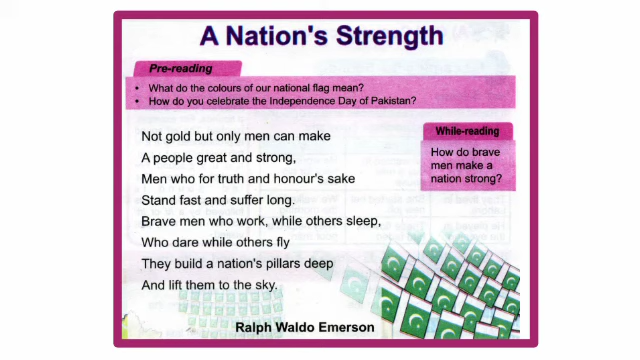 A Nation's Strength
Pre-reading
• What do the colours of our national flag mean?
• How do you celebrate the Independence Day of Pakistan?
Not gold but only men can make
A people great and strong,
Men who for truth and honour's sake
Stand fast and suffer long.
Brave men who work, while others sleep,
Who dare while others fly
They build a nation's pillars deep
And lift them to the sky.
While-reading
How do brave
men make a
nation strong?
Ralph Waldo Emerson